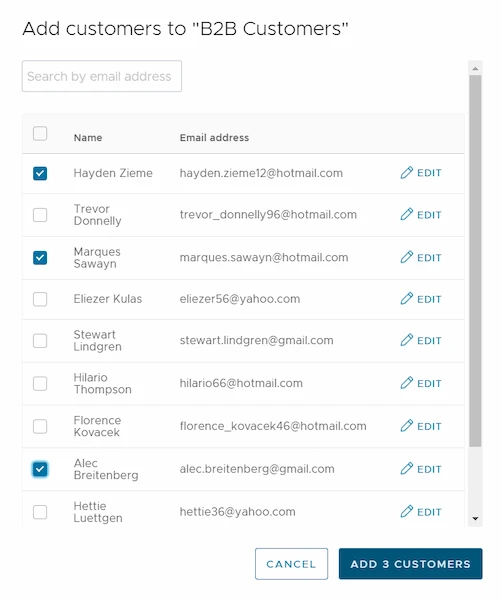 Add customers to "B2B Customers"
Search by email address
Name Email address
Hayden Zieme hayden.zieme12@hotmail.com EDIT
Trevor
Donnelly trevor_donnelly96@hotmail.com EDIT
Marques
Sawayn marques.sawayn@hotmail.com EDIT
Eliezer Kulas eliezer56@yahoo.com EDIT
Stewart
Lindgren stewart.lindgren@gmail.com EDIT
Hilario
Thompson hilario66@hotmail.com EDIT
Florence
Kovacek florence_kovacek46@hotmail.com EDIT
Alec
Breitenberg alec.breitenberg@gmail.com EDIT
Hettie
Luettgen hettie36@yahoo.com EDIT
CANCEL ADD 3 CUSTOMERS